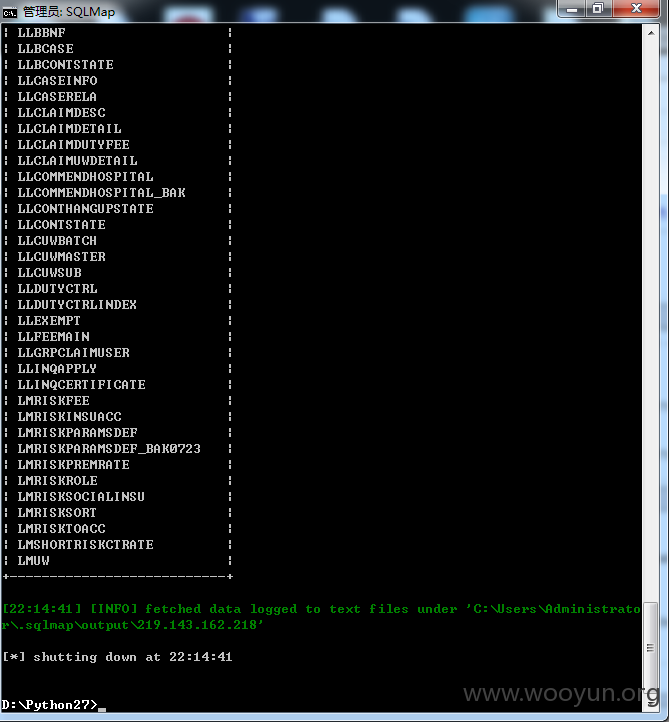 管理员: SQLMap
| LLBBNF |
| LLBCASE |
| LLBCONTSTATE |
| LLCASEINFO |
| LLCASERELA |
| LLCLAIMDESC |
| LLCLAIMDETAIL |
| LLCLAIMDUTYFEE |
| LLCLAIMUWDETAIL |
| LLCOMMENDHOSPITAL |
| LLCOMMENDHOSPITAL_BAK |
| LLCONTHANGUPSTATE |
| LLCONTSTATE |
| LLCUWBATCH |
| LLCUWMASTER |
| LLCUWSUB |
| LLDUTYCTRL |
| LLDUTYCTRLINDEX |
| LLEXEMPT |
| LLFEEMAIN |
| LLGRPCLAIMUSER |
| LLINQAPPLY |
| LLINQCERTIFICATE |
| LMRISKFEE |
| LMRISKINSUACC |
| LMRISKPARAMSDEF |
| LMRISKPARAMSDEF_BAK0723 |
| LMRISKPREMRATE |
| LMRISKROLE |
| LMRISKSOCIALINSU |
| LMRISKSORT |
| LMRISKTOACC |
| LMSHORTRISKCTRATE |
| LMUW |
+---------------------------+
[22:14:41] [INFO] fetched data logged to text files under 'C:\Users\Administrato
r\.sqlmap\output\219.143.162.218'
[*] shutting down at 22:14:41
D:\Python27>_
www.wooyun.org